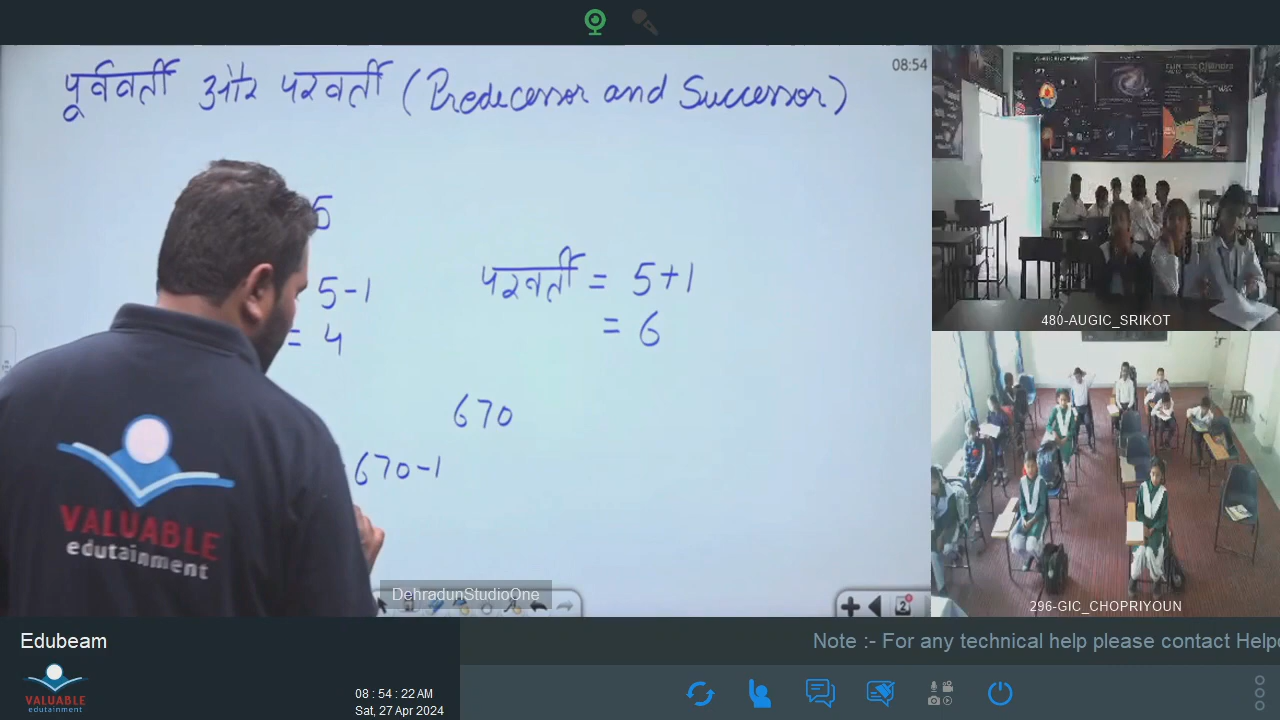 08:54
पूर्ववर्ती और परवर्ती (Predecessor and Successor)
5
5-1
= 4
परवर्ती = 5+1
= 6
670
670-1
VALUABLE
edutainment
DehradunStudioOne
2
480-AUGIC_SRIKOT
296-GIC_CHOPRIYOUN
Edubeam
Note :- For any technical help please contact Helpd
VALUABLE
edutainment
08 : 54 : 22 AM
Sat, 27 Apr 2024